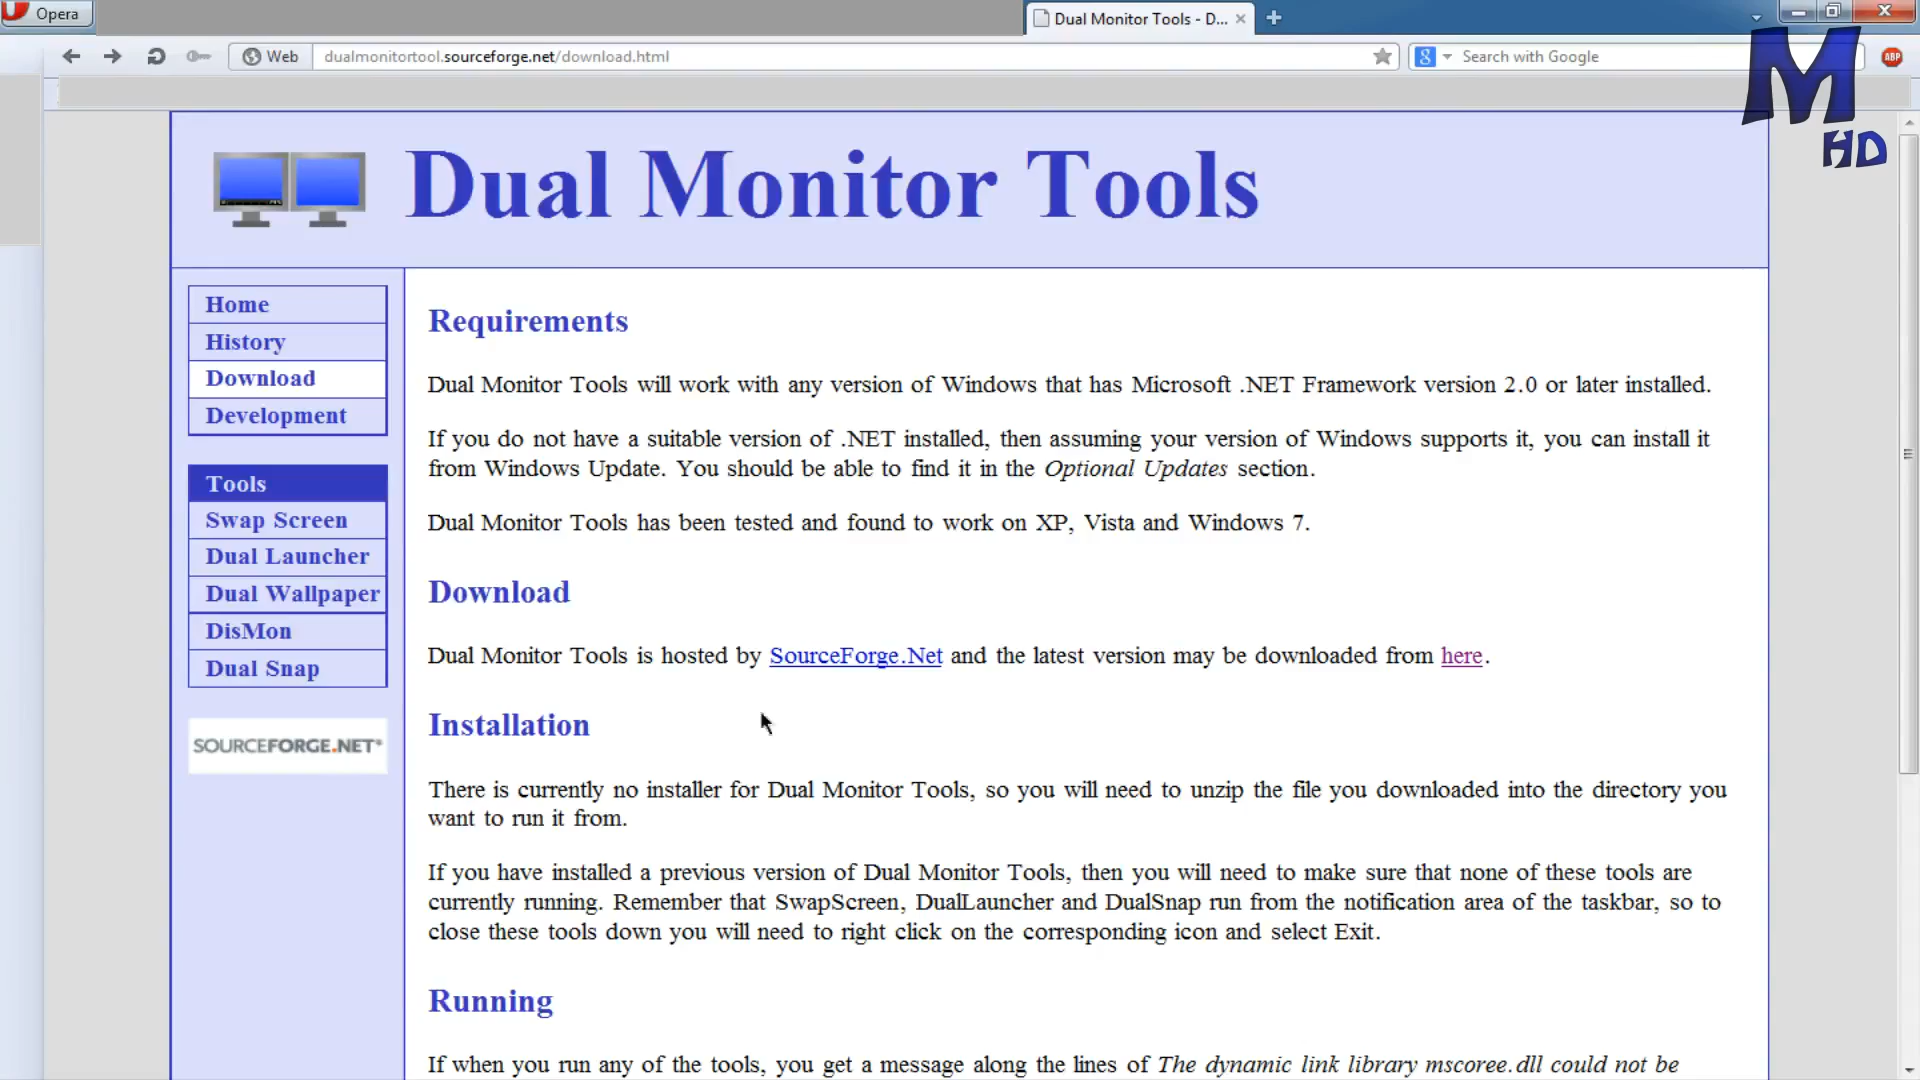 Opera
Dual Monitor Tools - D...
Web
dualmonitortool.sourceforge.net/download.html
8
Search with Google
ABP
M
HD
Dual Monitor Tools
Home
History
Download
Development
Tools
Swap Screen
Dual Launcher
Dual Wallpaper
DisMon
Dual Snap
SOURCEFORGE.NET®
Requirements
Dual Monitor Tools will work with any version of Windows that has Microsoft .NET Framework version 2.0 or later installed.
If you do not have a suitable version of .NET installed, then assuming your version of Windows supports it, you can install it
from Windows Update. You should be able to find it in the Optional Updates section.
Dual Monitor Tools has been tested and found to work on XP, Vista and Windows 7.
Download
Dual Monitor Tools is hosted by SourceForge.Net and the latest version may be downloaded from here.
Installation
There is currently no installer for Dual Monitor Tools, so you will need to unzip the file you downloaded into the directory you
want to run it from.
If you have installed a previous version of Dual Monitor Tools, then you will need to make sure that none of these tools are
currently running. Remember that SwapScreen, DualLauncher and DualSnap run from the notification area of the taskbar, so to
close these tools down you will need to right click on the corresponding icon and select Exit.
Running
If when you run any of the tools, you get a message along the lines of The dynamic link library mscoree.dll could not be